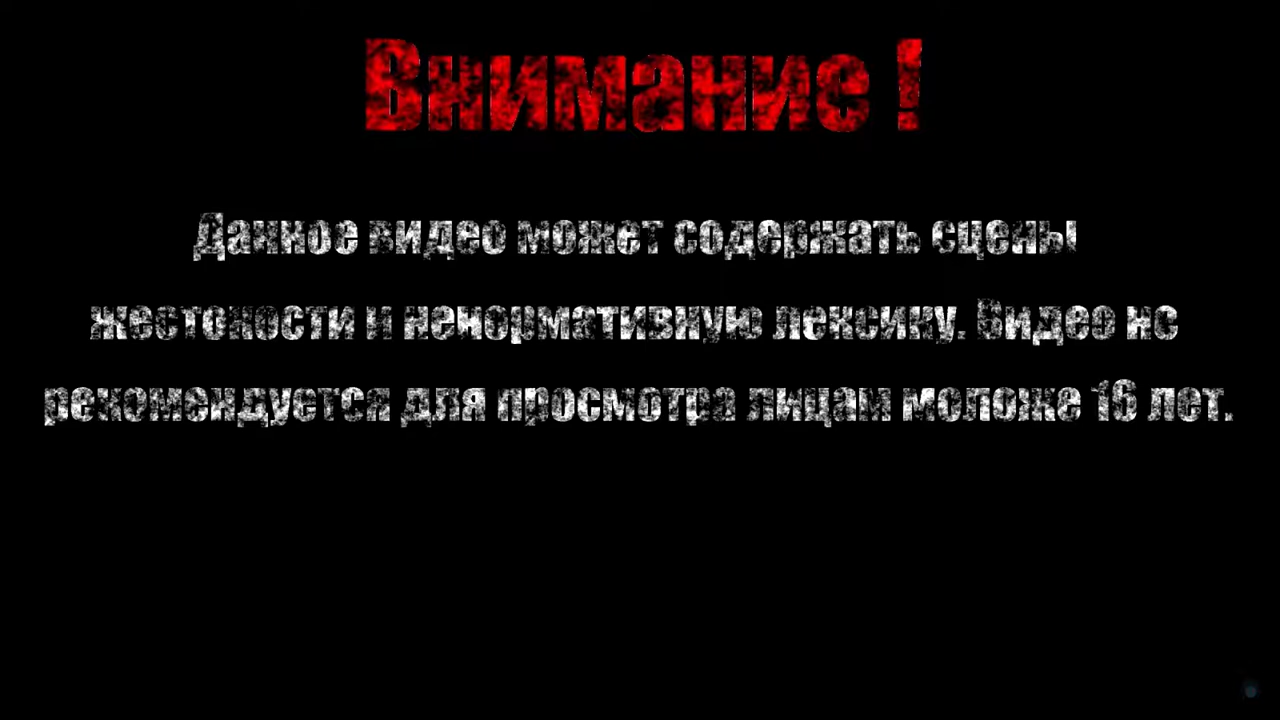 Внимание !
Данное видео может содержать сцены
жестокости и ненормативную лексику. Видео не
рекомендуется для просмотра лицам моложе 16 лет.